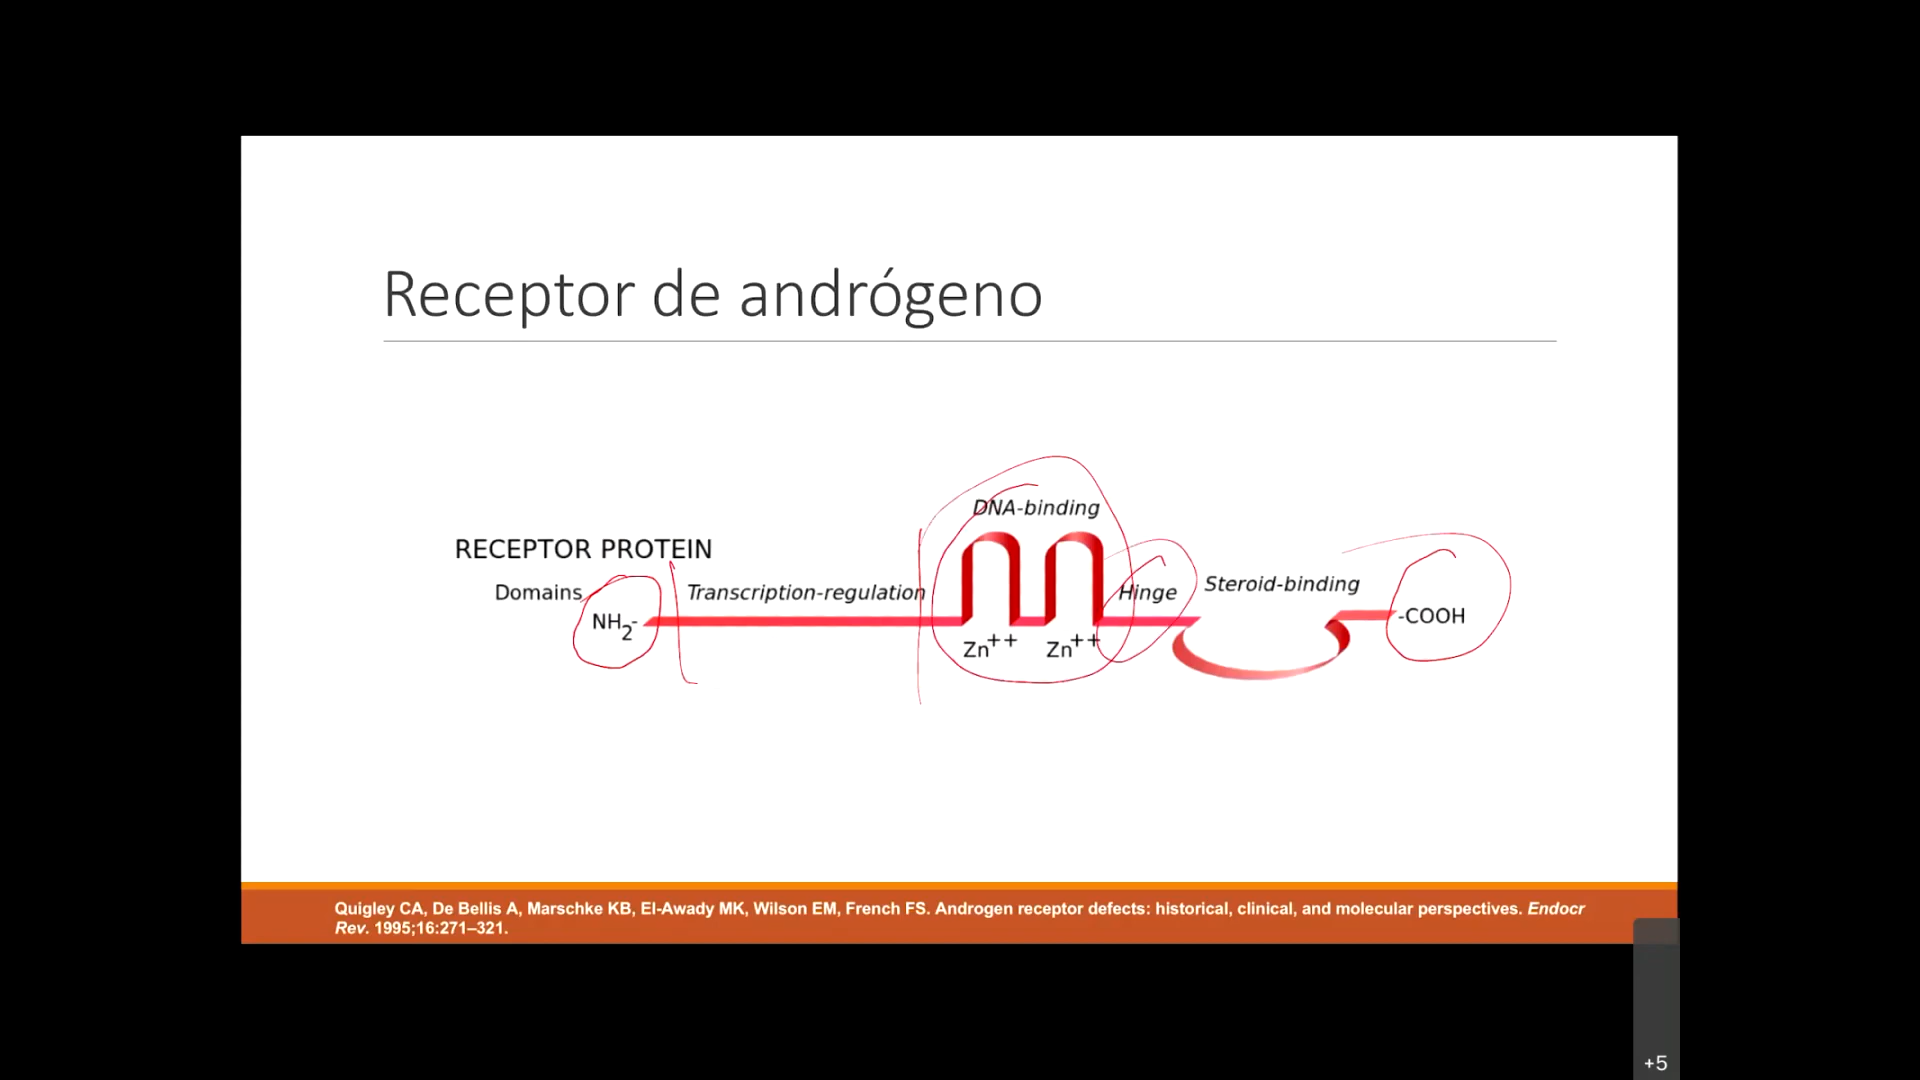 Receptor de andrógeno
DNA-binding
RECEPTOR PROTEIN
Domains
Transcription-regulation
Hinge
Steroid-binding
NH2-
-COOH
Zn++
Zn++
Quigley CA, De Bellis A, Marschke KB, El-Awady MK, Wilson EM, French FS. Androgen receptor defects: historical, clinical, and molecular perspectives. Endocr
Rev. 1995;16:271–321.
+5